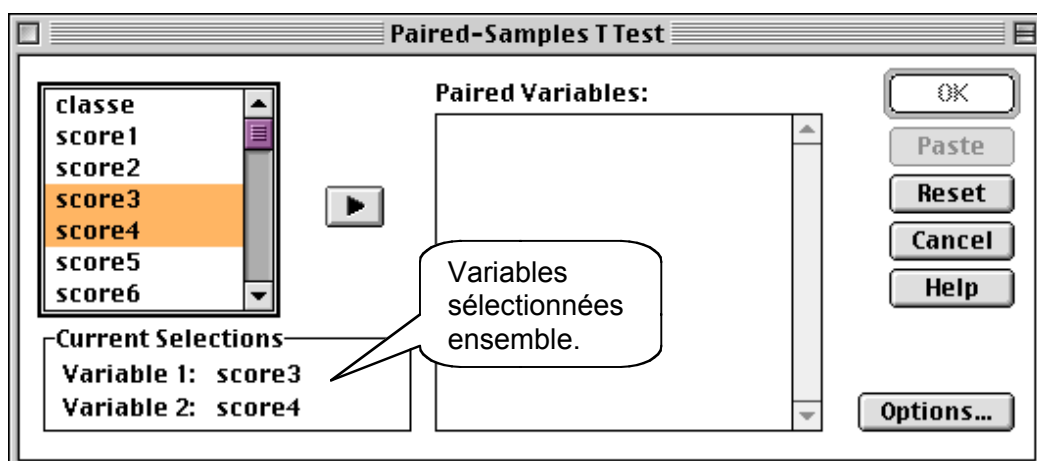 Paired-Samples T Test
classe
score1
score2
score3
score4
score5
score6
Current Selections
Variable 1: score3
Variable 2: score4
Paired Variables:
Variables
sélectionnées
ensemble.
OK
Paste
Reset
Cancel
Help
Options...